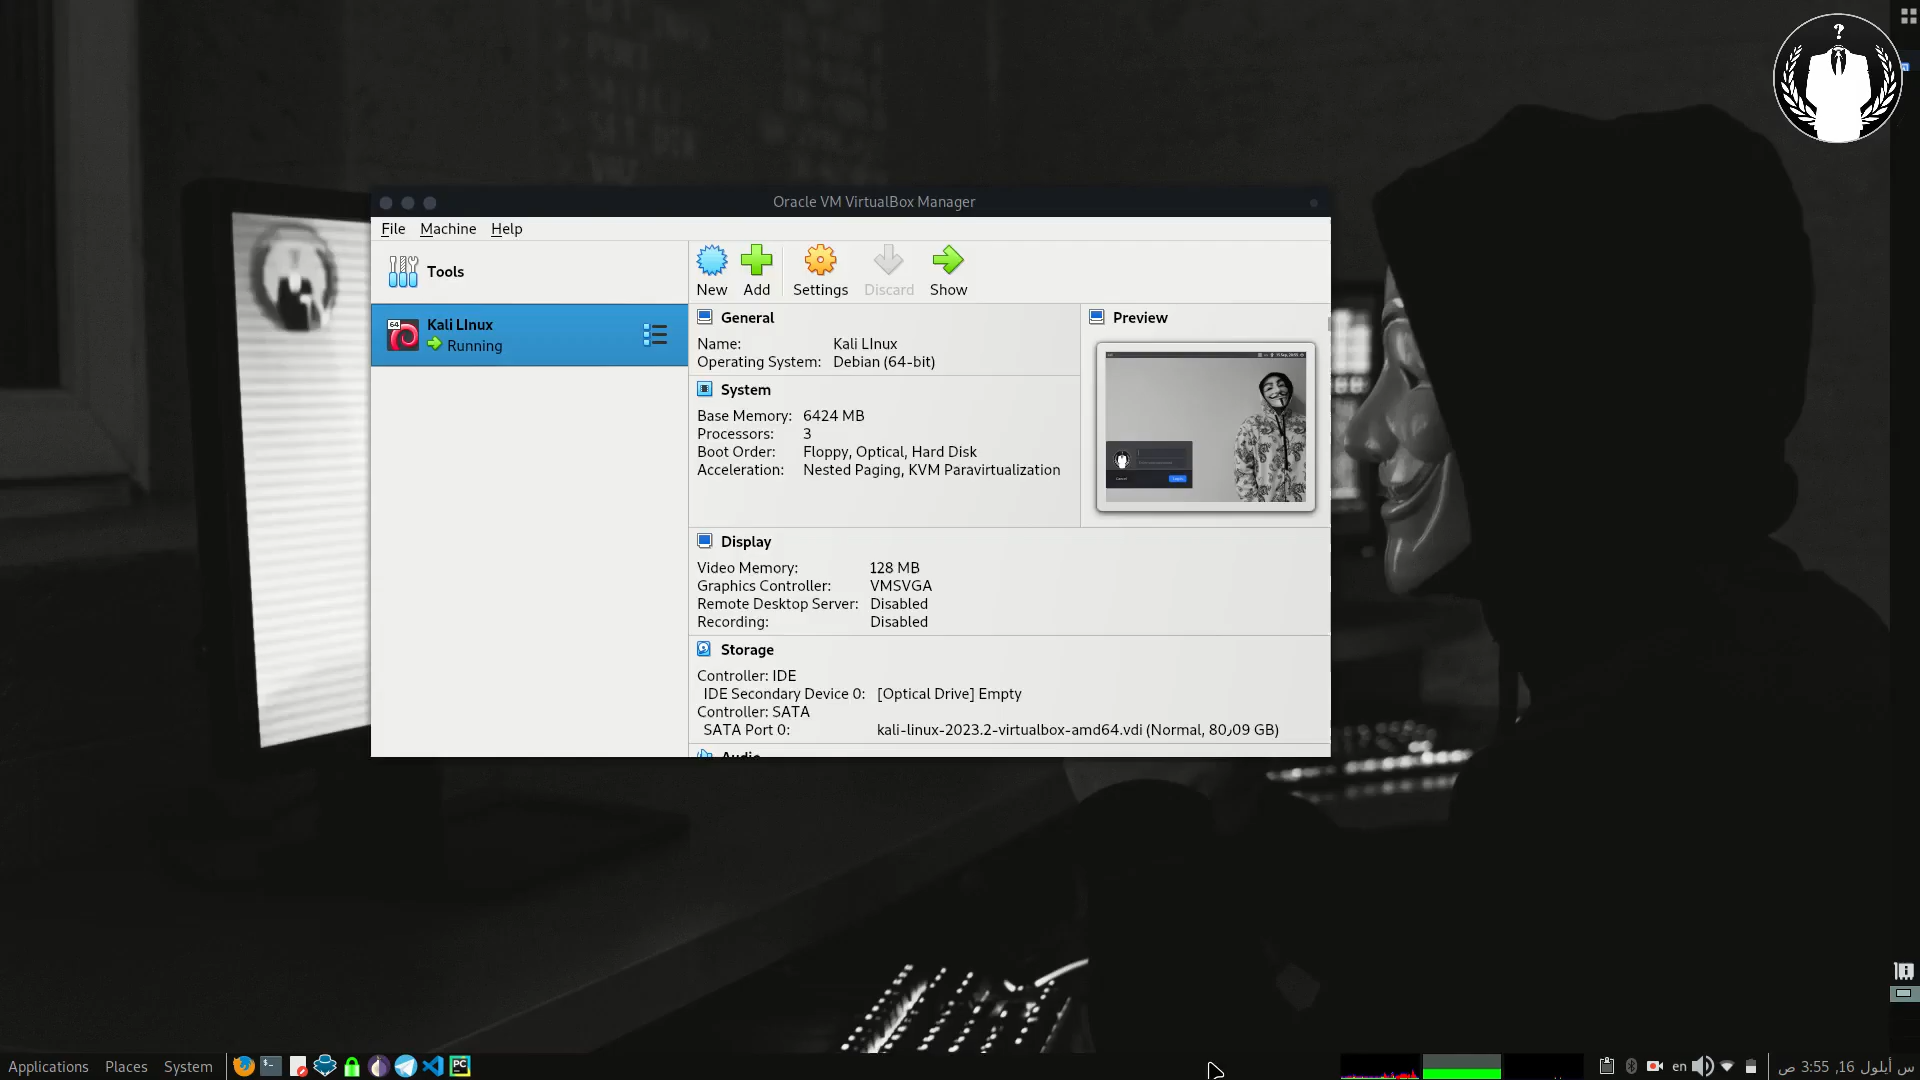 Oracle VM VirtualBox Manager
File Machine Help
Tools
New Add Settings Discard Show
64
Kali LInux
Running
General
Name: Kali LInux
Operating System: Debian (64-bit)
System
Base Memory: 6424 MB
Processors: 3
Boot Order: Floppy, Optical, Hard Disk
Acceleration: Nested Paging, KVM Paravirtualization
Preview
Display
Video Memory: 128 MB
Graphics Controller: VMSVGA
Remote Desktop Server: Disabled
Recording: Disabled
Storage
Controller: IDE
IDE Secondary Device 0: [Optical Drive] Empty
Controller: SATA
SATA Port 0: kali-linux-2023.2-virtualbox-amd64.vdi (Normal, 80٫09 GB)
Audio
?
Applications Places System
PC
en
س أيلول 16, 3:55 ص